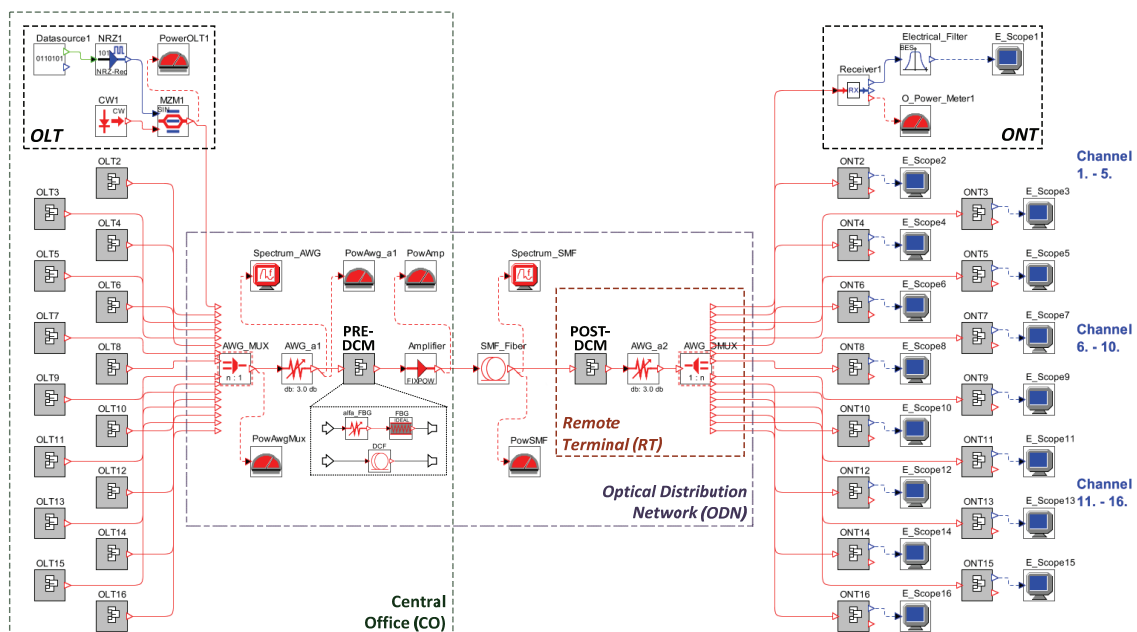 Datasource1
0110101
NRZ1
101
NRZ-Rec
PowerOLT1
CW1
CW
MZM1
SIN
OLT
OLT2
OLT3
OLT4
OLT5
OLT6
OLT7
OLT8
OLT9
OLT10
OLT11
OLT12
OLT13
OLT14
OLT15
OLT16
Spectrum_AWG
PowAwg_a1
PowAmp
Spectrum_SMF
AWG_MUX
n : 1
AWG_a1
db: 3.0 db
PRE-
DCM
Amplifier
FIXPOW
SMF_Fiber
POST-
DCM
AWG_a2
db: 3.0 db
AWG_DMUX
1 : n
alfa_FBG
FBG
IDEAL
DCF
PowAwgMux
PowSMF
Remote
Terminal (RT)
Optical Distribution
Network (ODN)
Central
Office (CO)
Electrical_Filter
BES
E_Scope1
Receiver1
RX
O_Power_Meter1
ONT
Channel
1. - 5.
ONT2
E_Scope2
ONT3
E_Scope3
ONT4
E_Scope4
ONT5
E_Scope5
ONT6
E_Scope6
ONT7
E_Scope7
Channel
6. - 10.
ONT8
E_Scope8
ONT9
E_Scope9
ONT10
E_Scope10
ONT11
E_Scope11
ONT12
E_Scope12
Channel
11. - 16.
ONT13
E_Scope13
ONT14
E_Scope14
ONT15
E_Scope15
ONT16
E_Scope16